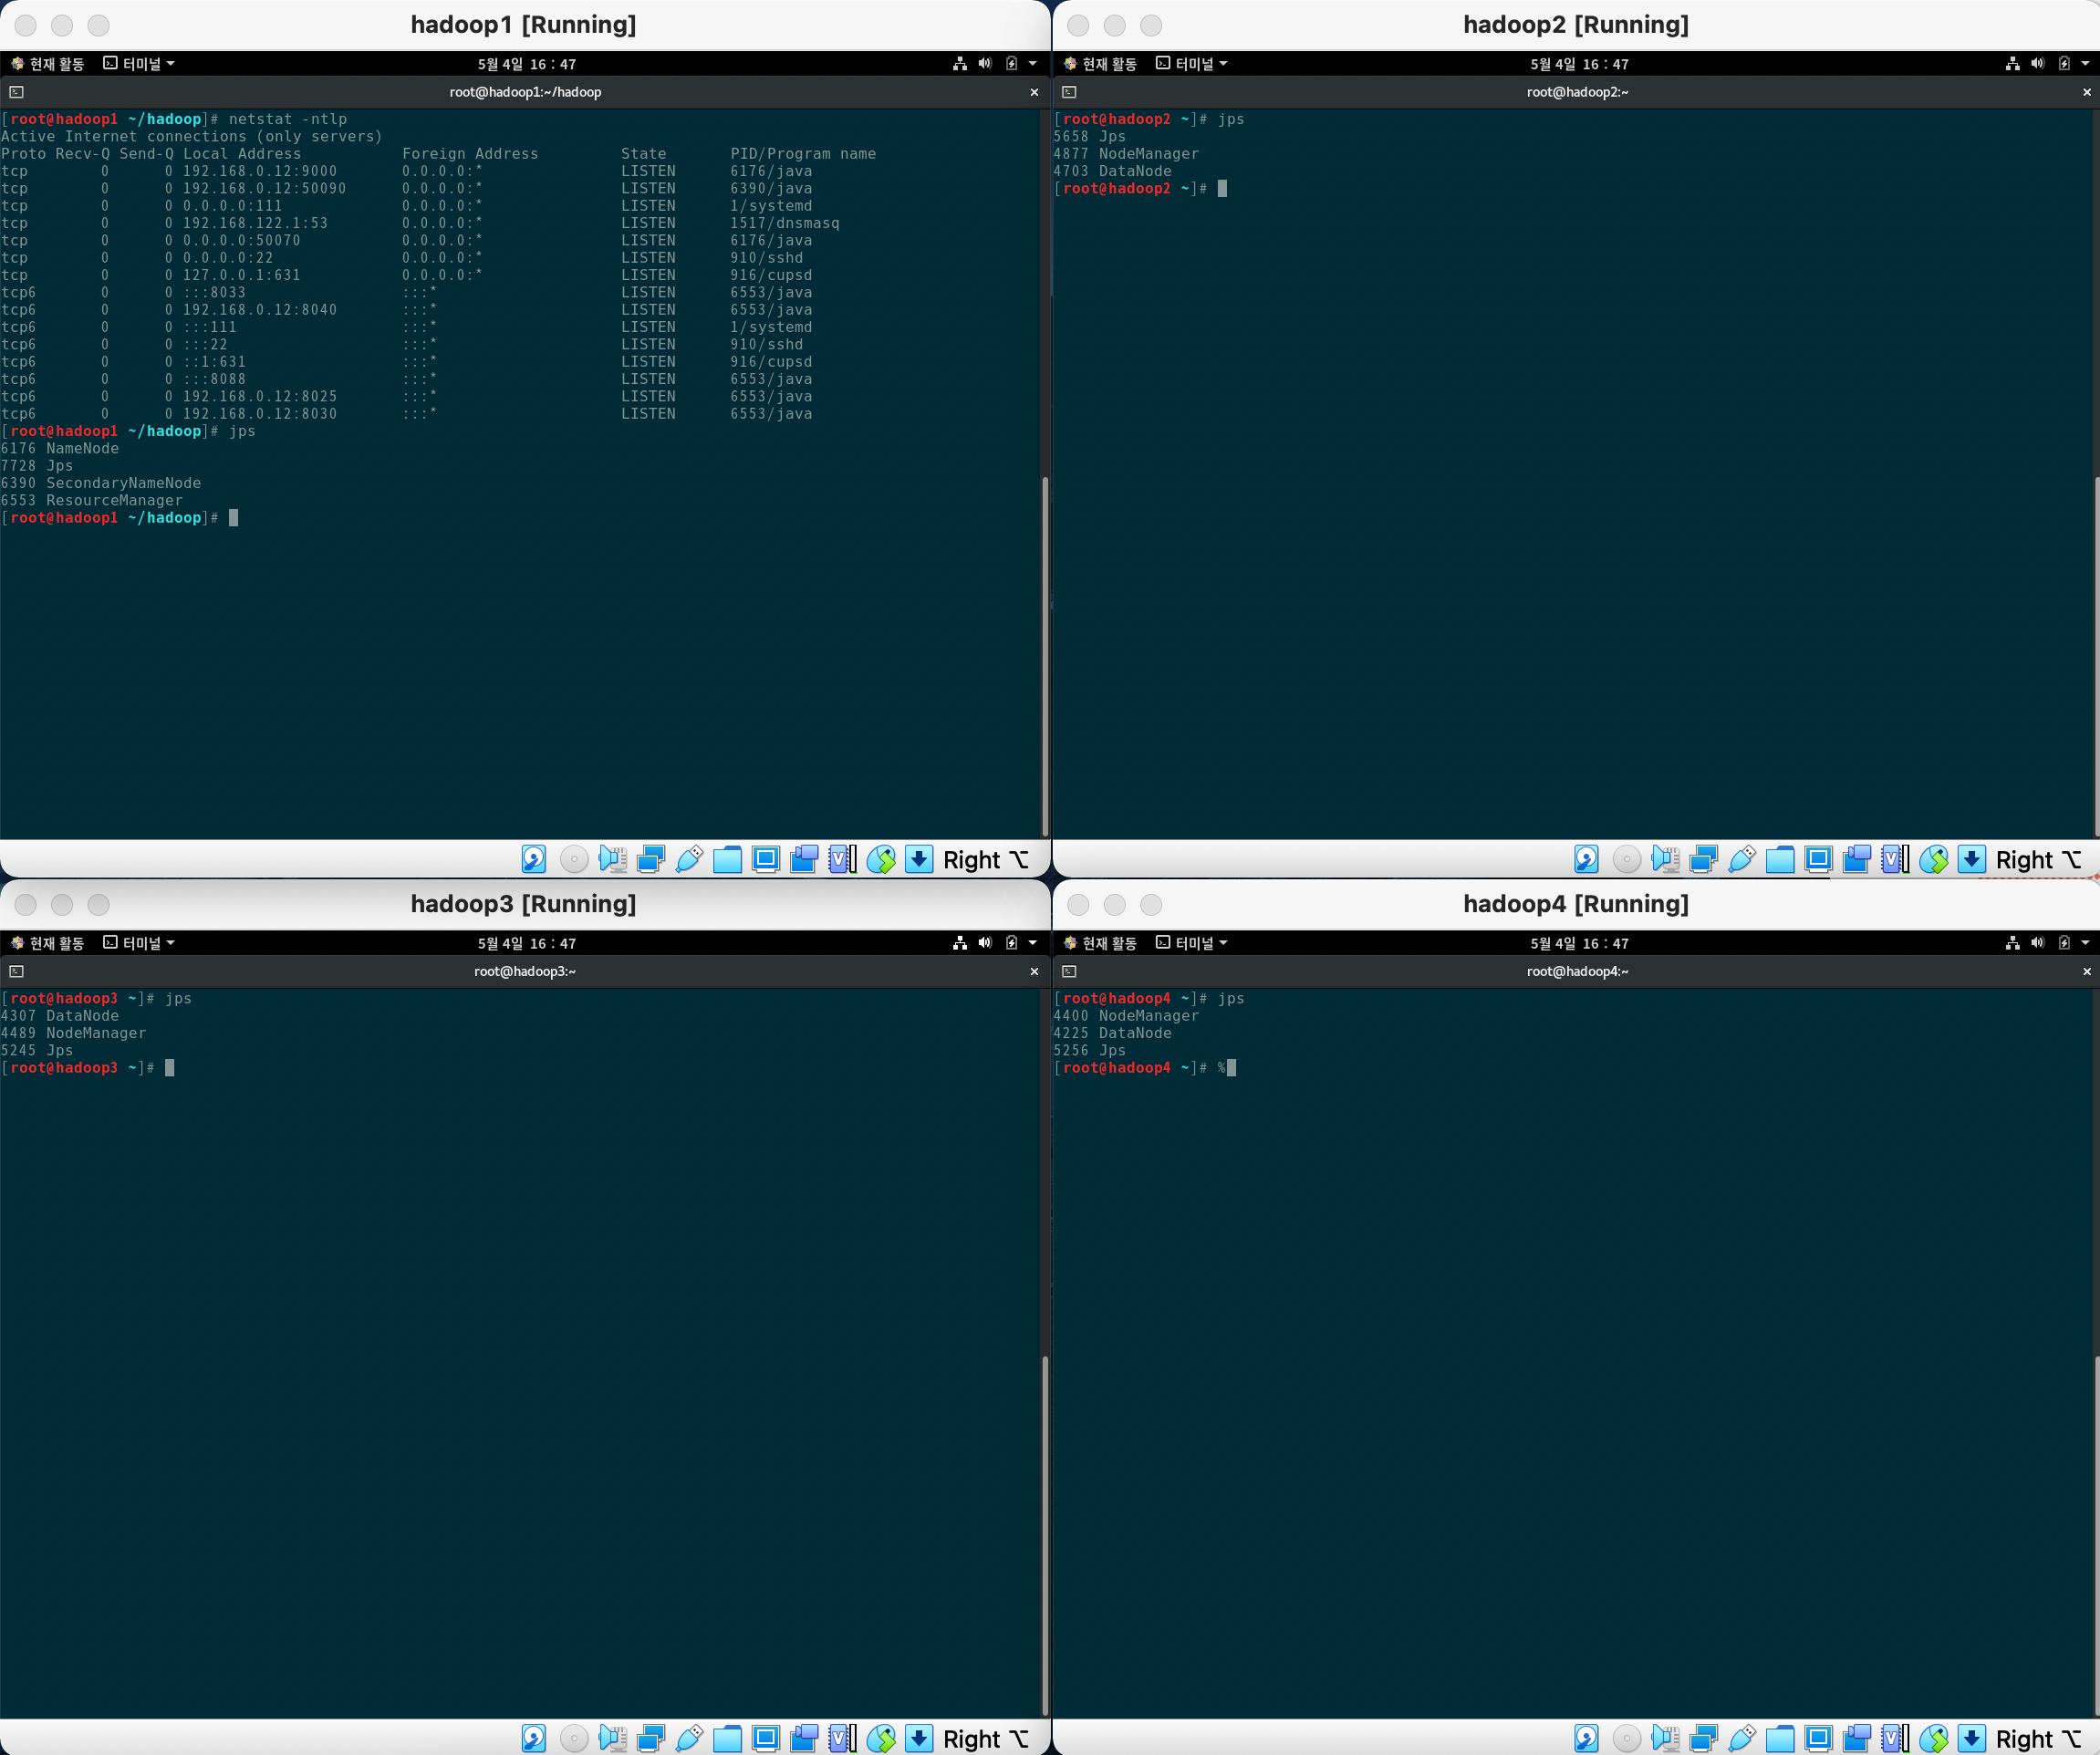 hadoop1 [Running]
현재 활동 터미널 5월 4일 16 : 47
root@hadoop1:~/hadoop
[root@hadoop1 ~/hadoop]# netstat -ntlp
Active Internet connections (only servers)
Proto Recv-Q Send-Q Local Address Foreign Address State PID/Program name
tcp 0 0 192.168.0.12:9000 0.0.0.0:* LISTEN 6176/java
tcp 0 0 192.168.0.12:50090 0.0.0.0:* LISTEN 6390/java
tcp 0 0 0.0.0.0:111 0.0.0.0:* LISTEN 1/systemd
tcp 0 0 192.168.122.1:53 0.0.0.0:* LISTEN 1517/dnsmasq
tcp 0 0 0.0.0.0:50070 0.0.0.0:* LISTEN 6176/java
tcp 0 0 0.0.0.0:22 0.0.0.0:* LISTEN 910/sshd
tcp 0 0 127.0.0.1:631 0.0.0.0:* LISTEN 916/cupsd
tcp6 0 0 :::8033 :::* LISTEN 6553/java
tcp6 0 0 192.168.0.12:8040 :::* LISTEN 6553/java
tcp6 0 0 :::111 :::* LISTEN 1/systemd
tcp6 0 0 :::22 :::* LISTEN 910/sshd
tcp6 0 0 ::1:631 :::* LISTEN 916/cupsd
tcp6 0 0 :::8088 :::* LISTEN 6553/java
tcp6 0 0 192.168.0.12:8025 :::* LISTEN 6553/java
tcp6 0 0 192.168.0.12:8030 :::* LISTEN 6553/java
[root@hadoop1 ~/hadoop]# jps
6176 NameNode
7728 Jps
6390 SecondaryNameNode
6553 ResourceManager
[root@hadoop1 ~/hadoop]#
Right ⌥
hadoop2 [Running]
현재 활동 터미널 5월 4일 16 : 47
root@hadoop2:~
[root@hadoop2 ~]# jps
5658 Jps
4877 NodeManager
4703 DataNode
[root@hadoop2 ~]#
Right ⌥
hadoop3 [Running]
현재 활동 터미널 5월 4일 16 : 47
root@hadoop3:~
[root@hadoop3 ~]# jps
4307 DataNode
4489 NodeManager
5245 Jps
[root@hadoop3 ~]#
Right ⌥
hadoop4 [Running]
현재 활동 터미널 5월 4일 16 : 47
root@hadoop4:~
[root@hadoop4 ~]# jps
4400 NodeManager
4225 DataNode
5256 Jps
[root@hadoop4 ~]# %
Right ⌥